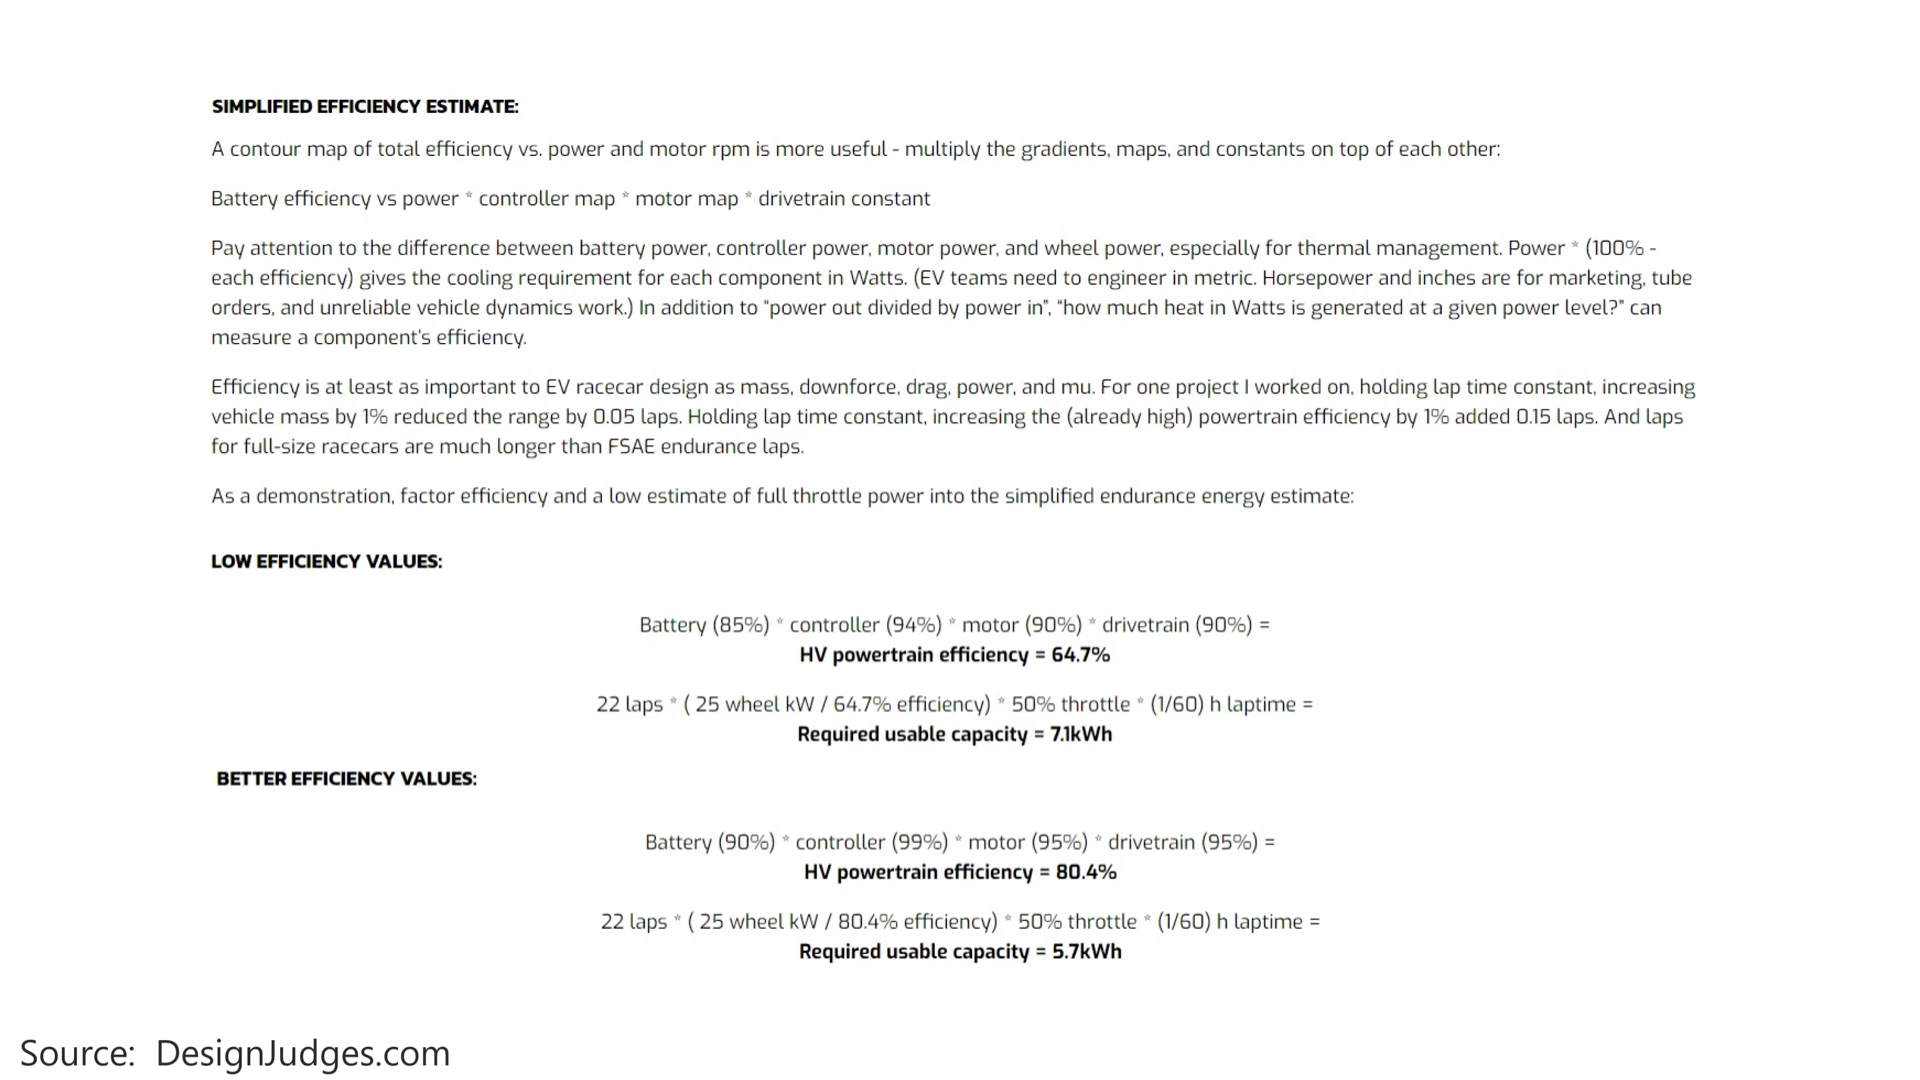 SIMPLIFIED EFFICIENCY ESTIMATE:
A contour map of total efficiency vs. power and motor rpm is more useful - multiply the gradients, maps, and constants on top of each other:
Battery efficiency vs power * controller map * motor map * drivetrain constant
Pay attention to the difference between battery power, controller power, motor power, and wheel power, especially for thermal management. Power * (100% -
each efficiency) gives the cooling requirement for each component in Watts. (EV teams need to engineer in metric. Horsepower and inches are for marketing, tube
orders, and unreliable vehicle dynamics work.) In addition to "power out divided by power in", "how much heat in Watts is generated at a given power level?" can
measure a component's efficiency.
Efficiency is at least as important to EV racecar design as mass, downforce, drag, power, and mu. For one project I worked on, holding lap time constant, increasing
vehicle mass by 1% reduced the range by 0.05 laps. Holding lap time constant, increasing the (already high) powertrain efficiency by 1% added 0.15 laps. And laps
for full-size racecars are much longer than FSAE endurance laps.
As a demonstration, factor efficiency and a low estimate of full throttle power into the simplified endurance energy estimate:
LOW EFFICIENCY VALUES:
Battery (85%) * controller (94%) * motor (90%) * drivetrain (90%) =
HV powertrain efficiency = 64.7%
22 laps * ( 25 wheel kW / 64.7% efficiency) * 50% throttle * (1/60) h laptime =
Required usable capacity = 7.1kWh
BETTER EFFICIENCY VALUES:
Battery (90%) * controller (99%) * motor (95%) * drivetrain (95%) =
HV powertrain efficiency = 80.4%
22 laps * ( 25 wheel kW / 80.4% efficiency) * 50% throttle * (1/60) h laptime =
Required usable capacity = 5.7kWh
Source: DesignJudges.com